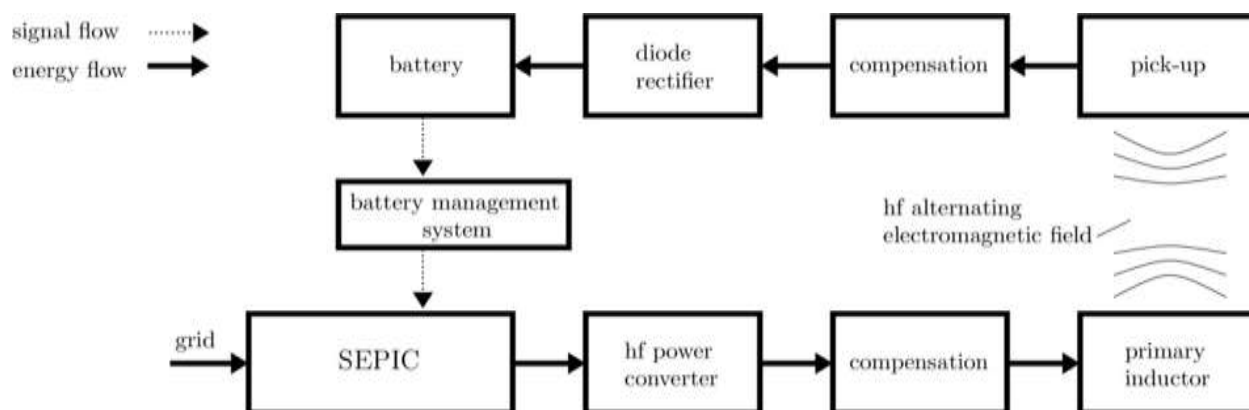 signal flow
energy flow
battery
diode
rectifier
compensation
pick-up
battery management
system
hf alternating
electromagnetic field
grid
SEPIC
hf power
converter
compensation
primary
inductor